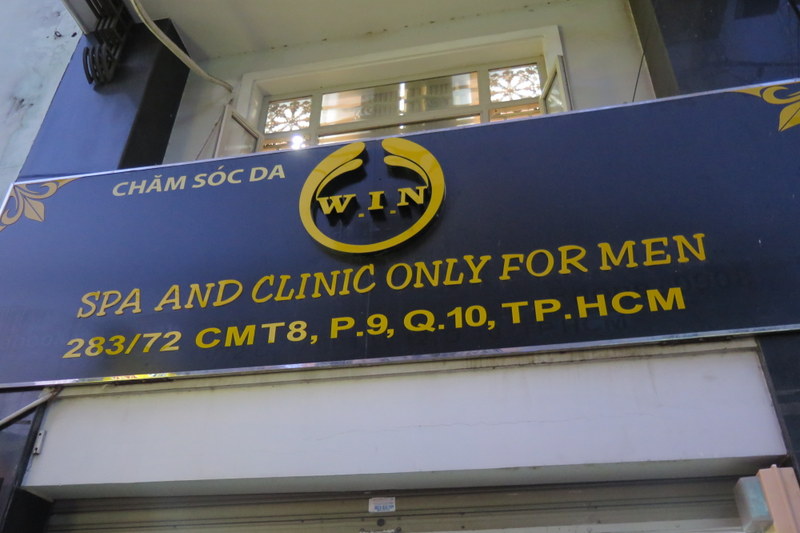 CHĂM SÓC DA
W.I.N
SPA AND CLINIC ONLY FOR MEN
283/72 CMT8, P.9, Q.10, TP.HCM